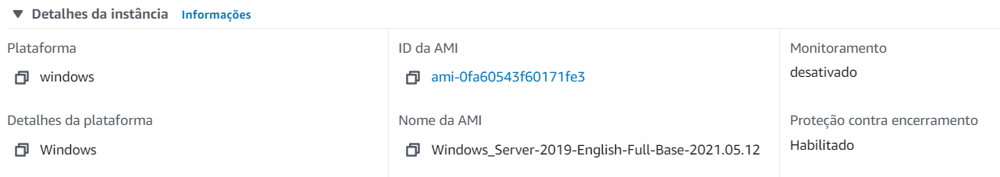 Detalhes da instância Informações
Plataforma
windows
ID da AMI
ami-0fa60543f60171fe3
Monitoramento
desativado
Detalhes da plataforma
Windows
Nome da AMI
Windows_Server-2019-English-Full-Base-2021.05.12
Proteção contra encerramento
Habilitado